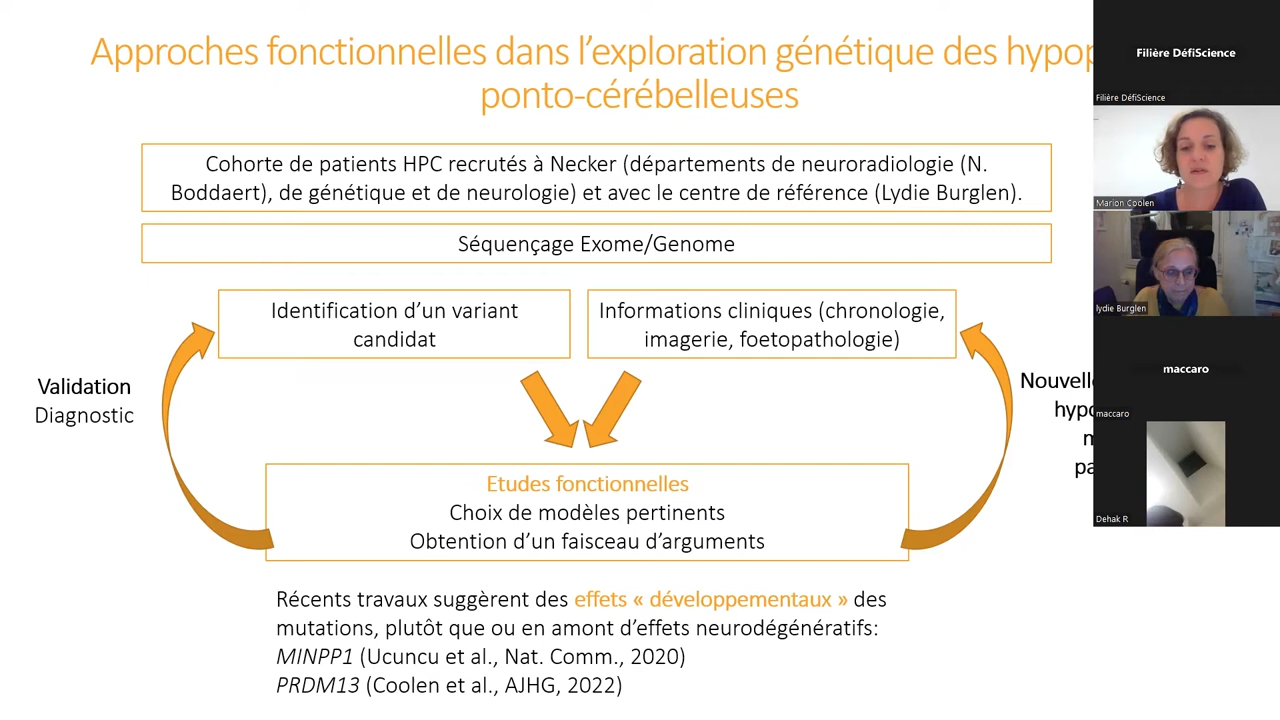 Approches fonctionnelles dans l’exploration génétique des
ponto-cérébelleuses
Cohorte de patients HPC recrutés à Necker (départements de neuroradiologie (N.
Boddaert), de génétique et de neurologie) et avec le centre de référence (Lydie Burglen).
Séquençage Exome/Genome
Identification d’un variant
candidat
Informations cliniques (chronologie,
imagerie, foetopathologie)
Validation
Diagnostic
Etudes fonctionnelles
Choix de modèles pertinents
Obtention d’un faisceau d’arguments
Récents travaux suggèrent des effets « développementaux » des
mutations, plutôt que ou en amont d’effets neurodégénératifs:
MINPP1 (Ucuncu et al., Nat. Comm., 2020)
PRDM13 (Coolen et al., AJHG, 2022)
Filière DéfiScience
Filière DéfiScience
Marion Coolen
lydie Burglen
maccaro
maccaro
Dehak R